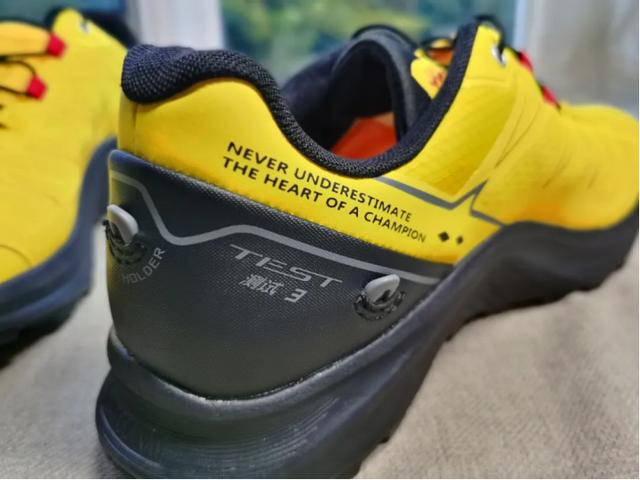 NEVER UNDERESTIMATE
THE HEART OF A CHAMPION
HOLDER
TEST
测试 3